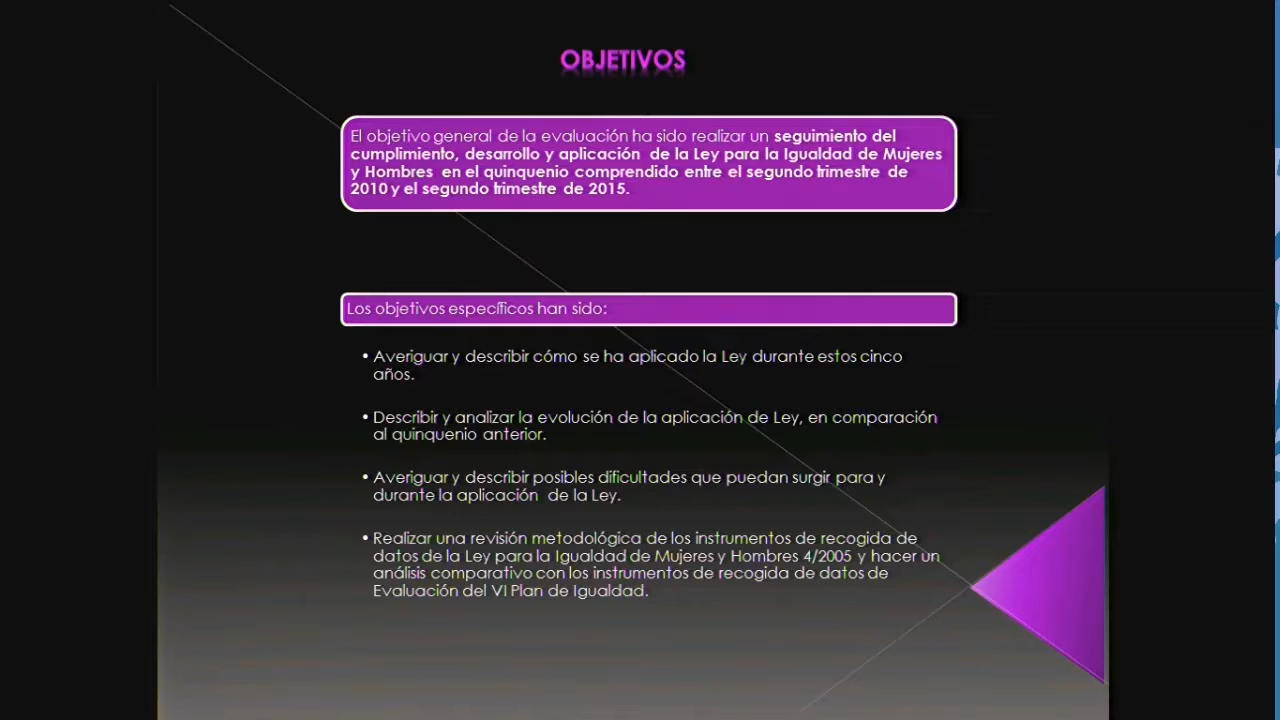 OBJETIVOS
El objetivo general de la evaluación ha sido realizar un seguimiento del
cumplimiento, desarrollo y aplicación de la Ley para la Igualdad de Mujeres
y Hombres en el quinquenio comprendido entre el segundo trimestre de
2010 y el segundo trimestre de 2015.
Los objetivos específicos han sido:
• Averiguar y describir cómo se ha aplicado la Ley durante estos cinco
años.
• Describir y analizar la evolución de la aplicación de Ley, en comparación
al quinquenio anterior.
• Averiguar y describir posibles dificultades que puedan surgir para y
durante la aplicación de la Ley.
• Realizar una revisión metodológica de los instrumentos de recogida de
datos de la Ley para la Igualdad de Mujeres y Hombres 4/2005 y hacer un
análisis comparativo con los instrumentos de recogida de datos de
Evaluación del VI Plan de Igualdad.